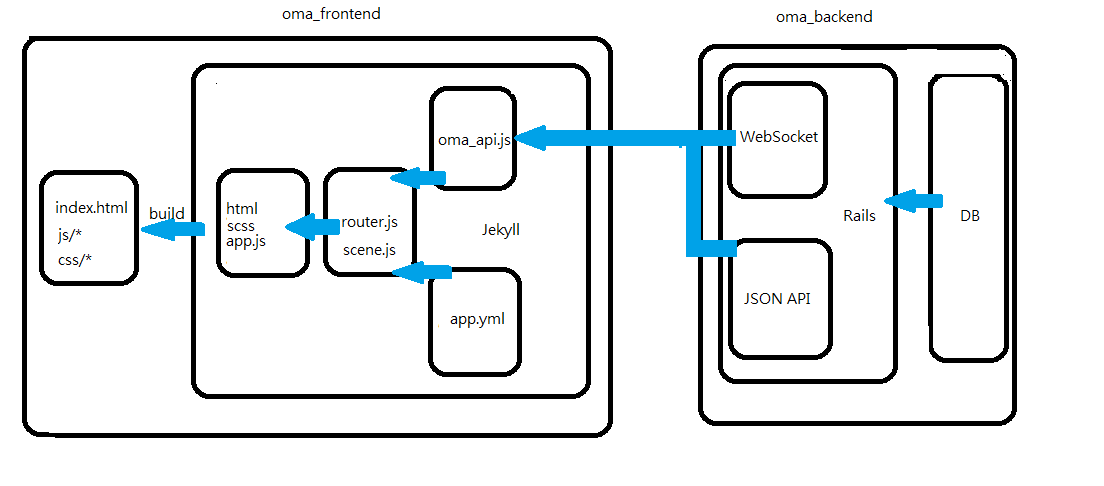 oma_frontend
oma_backend
index.html
js/*
css/*
build
html
scss
app.js
router.js
scene.js
oma_api.js
Jekyll
app.yml
WebSocket
Rails
JSON API
DB